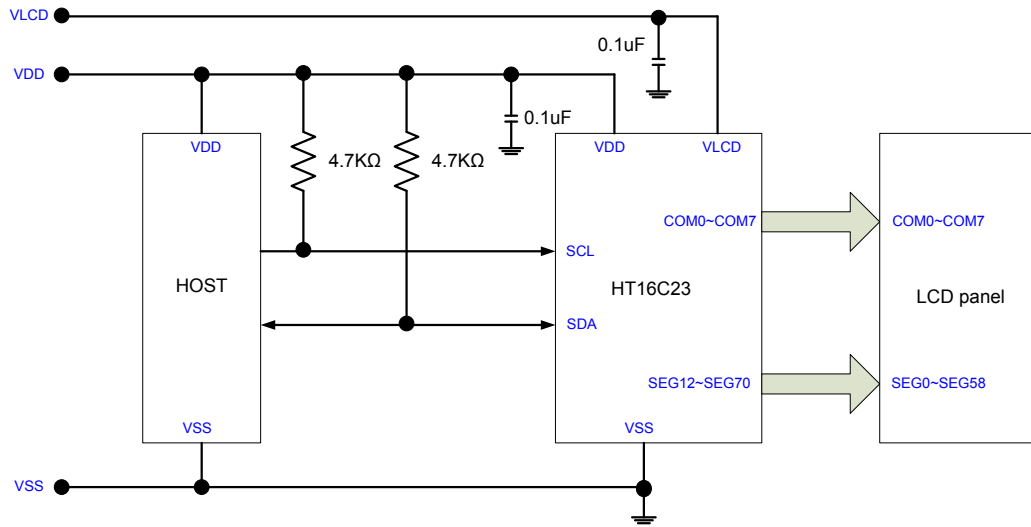 VLCD
0.1uF
VDD
0.1uF
VDD
4.7KΩ
4.7KΩ
VDD
VLCD
COM0~COM7
COM0~COM7
SCL
HOST
HT16C23
LCD panel
SDA
SEG12~SEG70
SEG0~SEG58
VSS
VSS
VSS